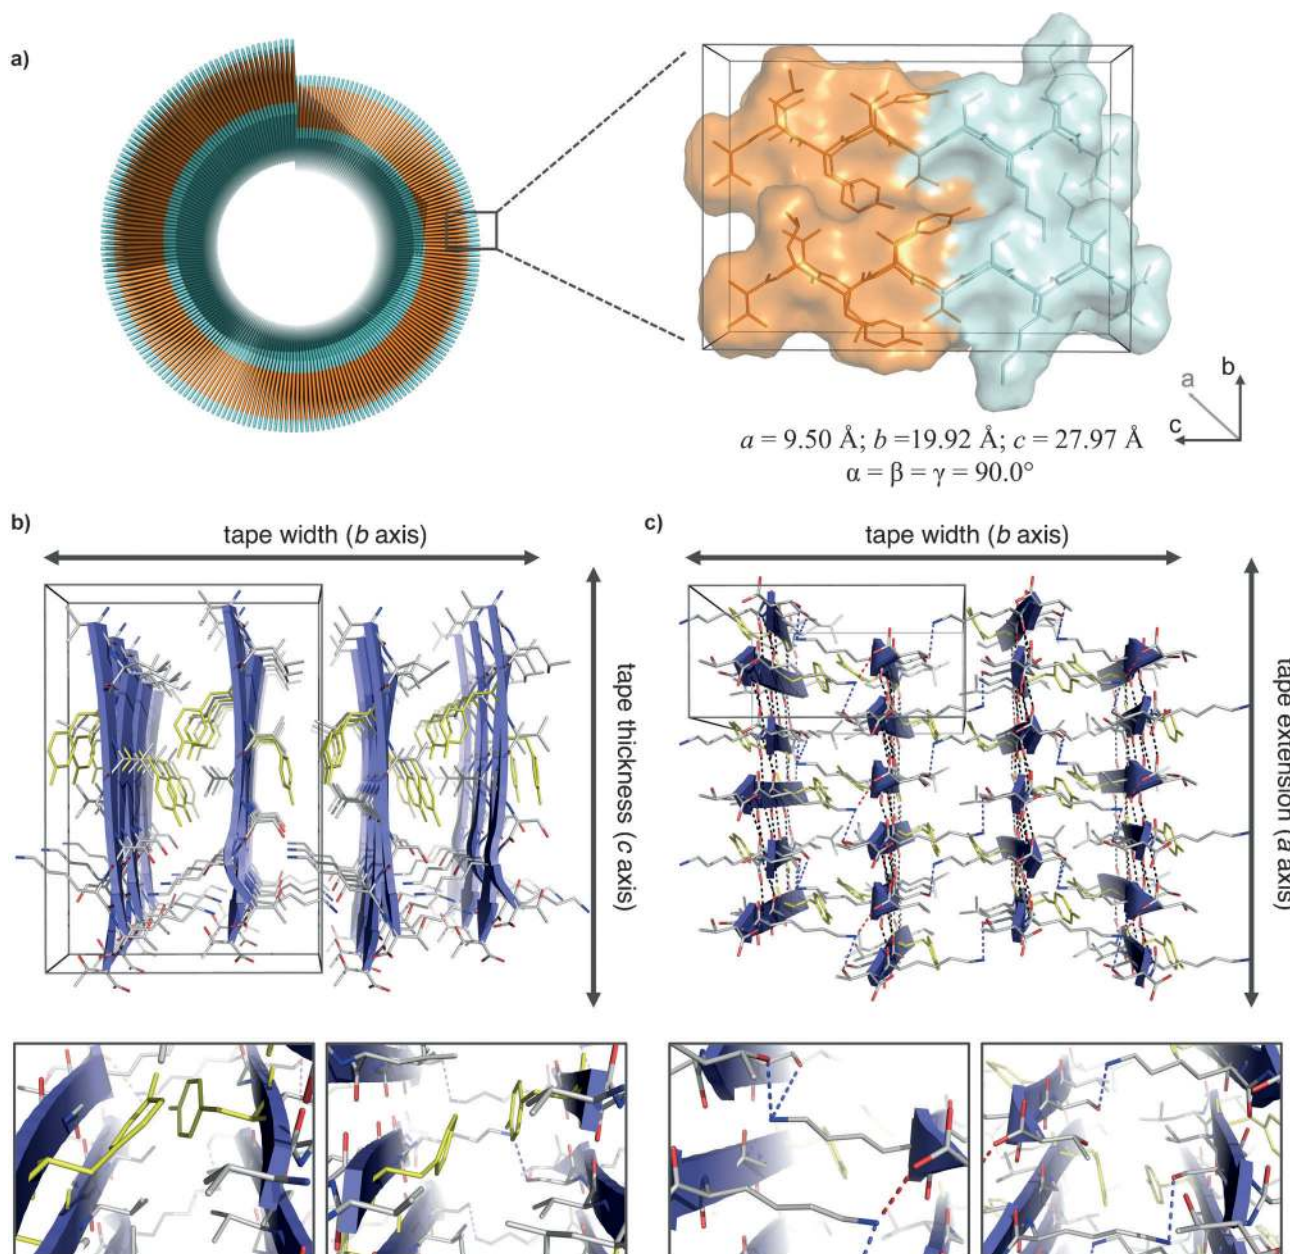 a)
b
a
c
a = 9.50 Å; b =19.92 Å; c = 27.97 Å
α = β = γ = 90.0°
b)
tape width (b axis)
tape thickness (c axis)
c)
tape width (b axis)
tape extension (a axis)